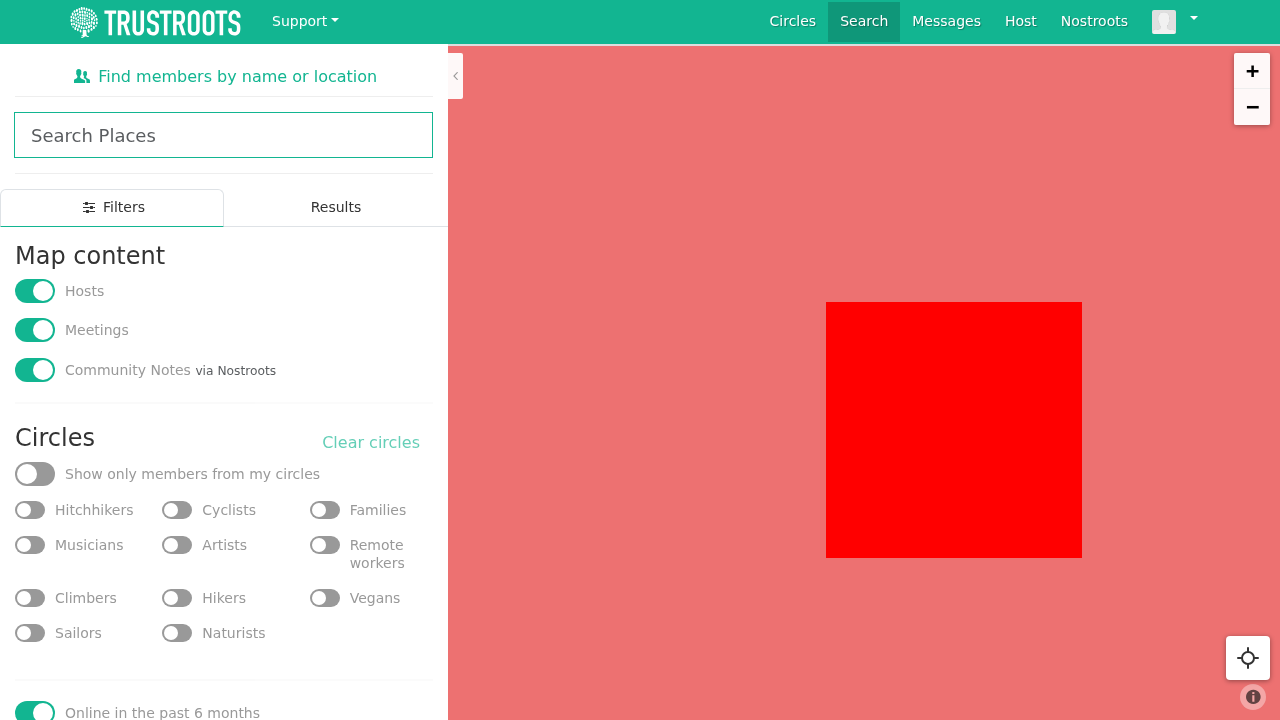 TRUSTROOTS
Support
Circles
Search
Messages
Host
Nostroots
Find members by name or location
Search Places
Filters
Results
Map content
Hosts
Meetings
Community Notes via Nostroots
Circles
Clear circles
Show only members from my circles
Hitchhikers
Cyclists
Families
Musicians
Artists
Remote
workers
Climbers
Hikers
Vegans
Sailors
Naturists
Online in the past 6 months
+
−